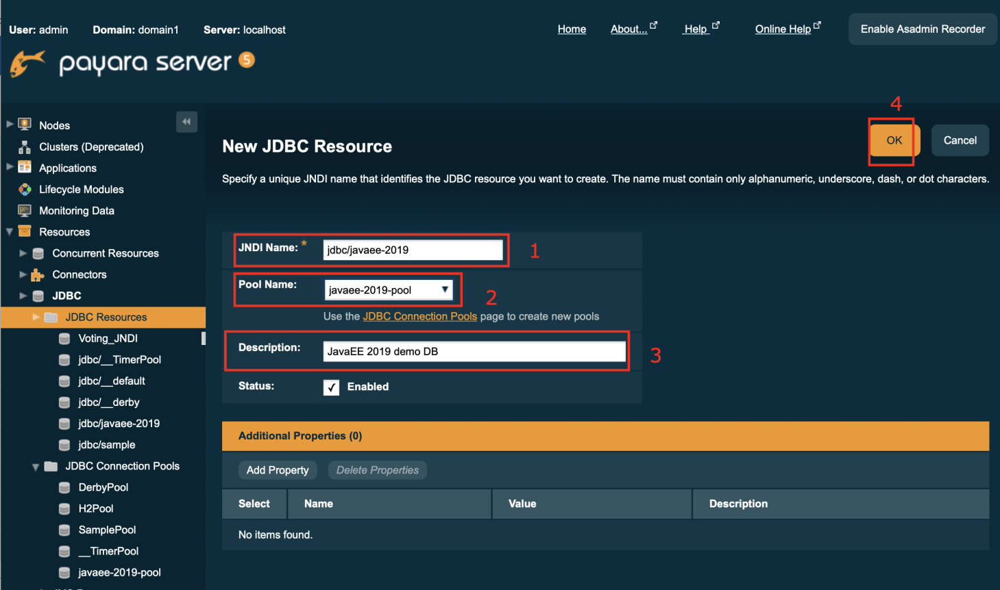 User: admin Domain: domain1 Server: localhost Home About... Help Online Help Enable Asadmin Recorder
payara server 5
Nodes
Clusters (Deprecated)
Applications
Lifecycle Modules
Monitoring Data
Resources
Concurrent Resources
Connectors
JDBC
JDBC Resources
Voting_JNDI
jdbc/__TimerPool
jdbc/__default
jdbc/__derby
jdbc/javaee-2019
jdbc/sample
JDBC Connection Pools
DerbyPool
H2Pool
SamplePool
__TimerPool
javaee-2019-pool
4
New JDBC Resource OK Cancel
Specify a unique JNDI name that identifies the JDBC resource you want to create. The name must contain only alphanumeric, underscore, dash, or dot characters.
JNDI Name: * jdbc/javaee-2019 1
Pool Name: javaee-2019-pool 2
Use the JDBC Connection Pools page to create new pools
Description: JavaEE 2019 demo DB 3
Status: Enabled
Additional Properties (0)
Add Property Delete Properties
Select Name Value Description
No items found.